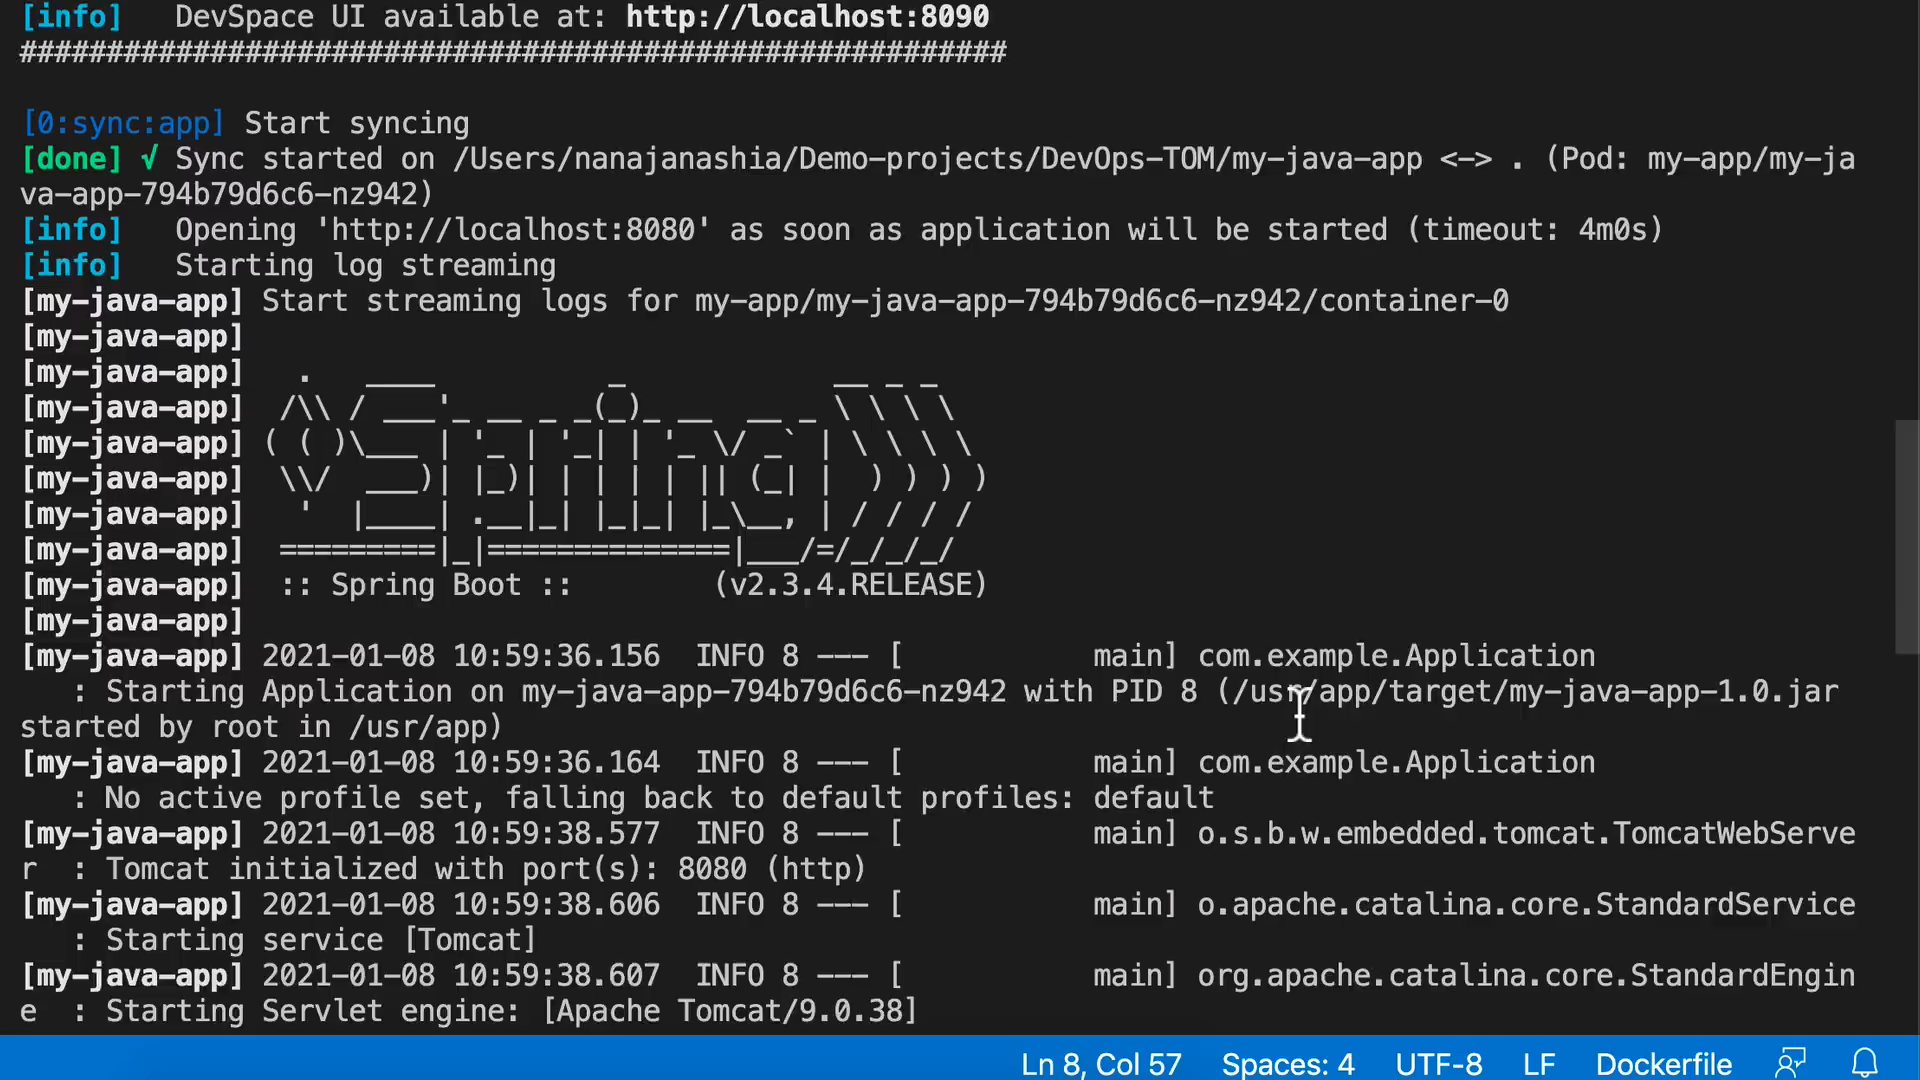 [info]   DevSpace UI available at: http://localhost:8090
#########################################################
[0:sync:app] Start syncing
[done] √ Sync started on /Users/nanajanashia/Demo-projects/DevOps-TOM/my-java-app <-> . (Pod: my-app/my-ja
va-app-794b79d6c6-nz942)
[info]   Opening 'http://localhost:8080' as soon as application will be started (timeout: 4m0s)
[info]   Starting log streaming
[my-java-app] Start streaming logs for my-app/my-java-app-794b79d6c6-nz942/container-0
[my-java-app]
[my-java-app]   .   ____          _            __ _ _
[my-java-app]  /\\ / ___'_ __ _ _(_)_ __  __ _ \ \ \ \
[my-java-app] ( ( )\___ | '_ | '_| | '_ \/ _` | \ \ \ \
[my-java-app]  \\/  ___)| |_)| | | | | || (_| |  ) ) ) )
[my-java-app]   '  |____| .__|_| |_|_| |_\__, | / / / /
[my-java-app]  =========|_|==============|___/=/_/_/_/
[my-java-app]  :: Spring Boot ::        (v2.3.4.RELEASE)
[my-java-app]
[my-java-app] 2021-01-08 10:59:36.156  INFO 8 --- [           main] com.example.Application
   : Starting Application on my-java-app-794b79d6c6-nz942 with PID 8 (/usr/app/target/my-java-app-1.0.jar
started by root in /usr/app)
[my-java-app] 2021-01-08 10:59:36.164  INFO 8 --- [           main] com.example.Application
   : No active profile set, falling back to default profiles: default
[my-java-app] 2021-01-08 10:59:38.577  INFO 8 --- [           main] o.s.b.w.embedded.tomcat.TomcatWebServe
r  : Tomcat initialized with port(s): 8080 (http)
[my-java-app] 2021-01-08 10:59:38.606  INFO 8 --- [           main] o.apache.catalina.core.StandardService
   : Starting service [Tomcat]
[my-java-app] 2021-01-08 10:59:38.607  INFO 8 --- [           main] org.apache.catalina.core.StandardEngin
e  : Starting Servlet engine: [Apache Tomcat/9.0.38]
Ln 8, Col 57   Spaces: 4   UTF-8   LF   Dockerfile